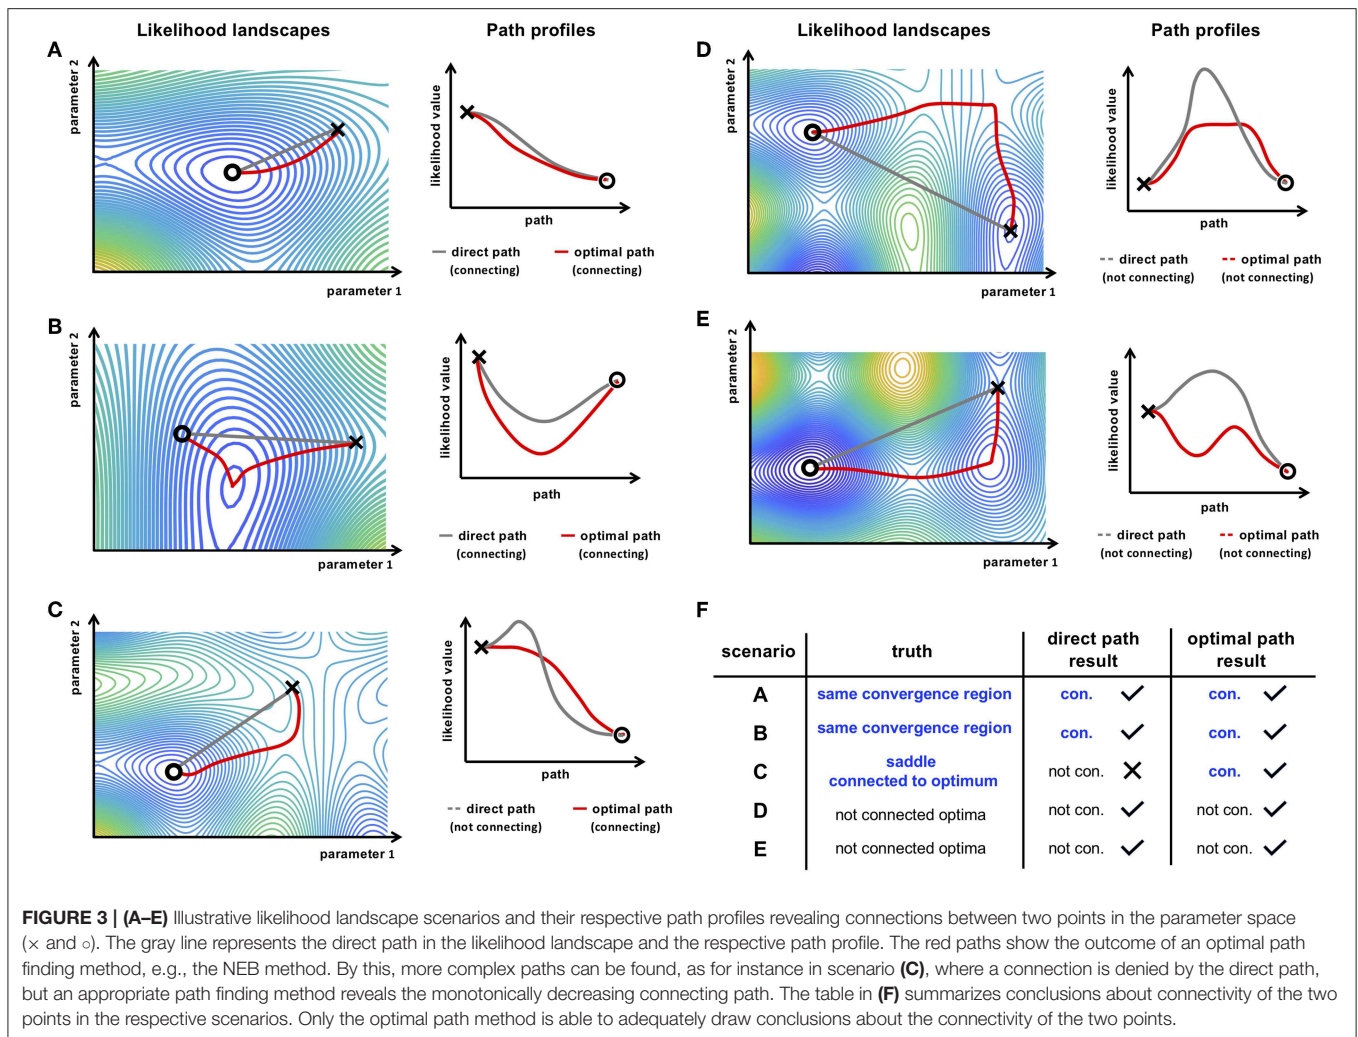 A
Likelihood landscapes
Path profiles
parameter 2
parameter 1
likelihood value
path
direct path
(connecting)
optimal path
(connecting)
B
parameter 2
parameter 1
likelihood value
path
direct path
(connecting)
optimal path
(connecting)
C
parameter 2
parameter 1
likelihood value
path
direct path
(not connecting)
optimal path
(connecting)
D
Likelihood landscapes
Path profiles
parameter 2
parameter 1
likelihood value
path
direct path
(not connecting)
optimal path
(not connecting)
E
parameter 2
parameter 1
likelihood value
path
direct path
(not connecting)
optimal path
(not connecting)
F
scenario truth direct path result optimal path result
A same convergence region con. ✓ con. ✓
B same convergence region con. ✓ con. ✓
C saddle connected to optimum not con. ✕ con. ✓
D not connected optima not con. ✓ not con. ✓
E not connected optima not con. ✓ not con. ✓
FIGURE 3 | (A–E) Illustrative likelihood landscape scenarios and their respective path profiles revealing connections between two points in the parameter space
(× and ○). The gray line represents the direct path in the likelihood landscape and the respective path profile. The red paths show the outcome of an optimal path
finding method, e.g., the NEB method. By this, more complex paths can be found, as for instance in scenario (C), where a connection is denied by the direct path,
but an appropriate path finding method reveals the monotonically decreasing connecting path. The table in (F) summarizes conclusions about connectivity of the two
points in the respective scenarios. Only the optimal path method is able to adequately draw conclusions about the connectivity of the two points.